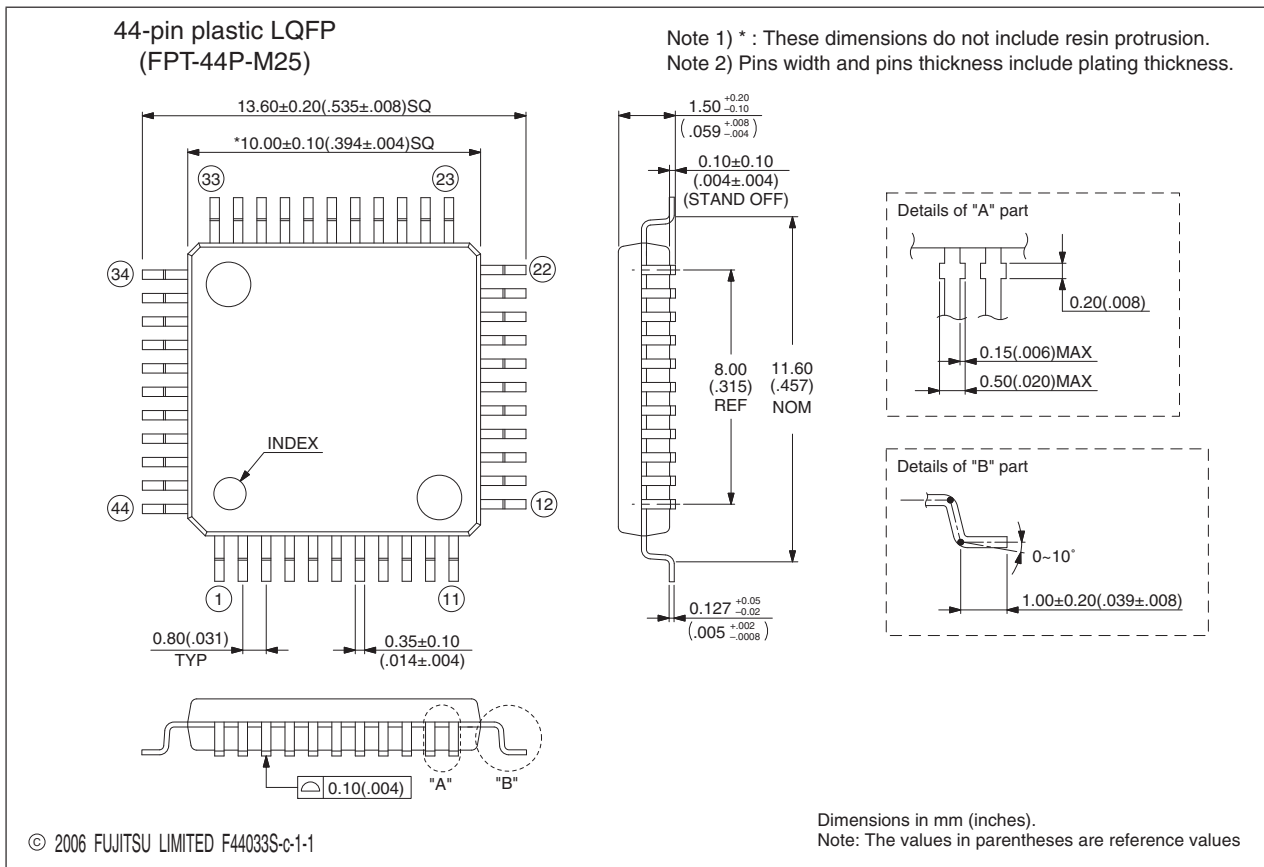 44-pin plastic LQFP
(FPT-44P-M25)
Note 1) * : These dimensions do not include resin protrusion.
Note 2) Pins width and pins thickness include plating thickness.
13.60±0.20(.535±.008)SQ
*10.00±0.10(.394±.004)SQ
33
23
34
22
INDEX
44
12
1
11
0.80(.031)
TYP
0.35±0.10
(.014±.004)
1.50 +0.20 –0.10
(.059 +.008 –.004)
0.10±0.10
(.004±.004)
(STAND OFF)
8.00
(.315)
REF
11.60
(.457)
NOM
0.127 +0.05 –0.02
(.005 +.002 –.0008)
Details of "A" part
0.20(.008)
0.15(.006)MAX
0.50(.020)MAX
Details of "B" part
0~10°
1.00±0.20(.039±.008)
0.10(.004)
"A"
"B"
© 2006 FUJITSU LIMITED F44033S-c-1-1
Dimensions in mm (inches).
Note: The values in parentheses are reference values